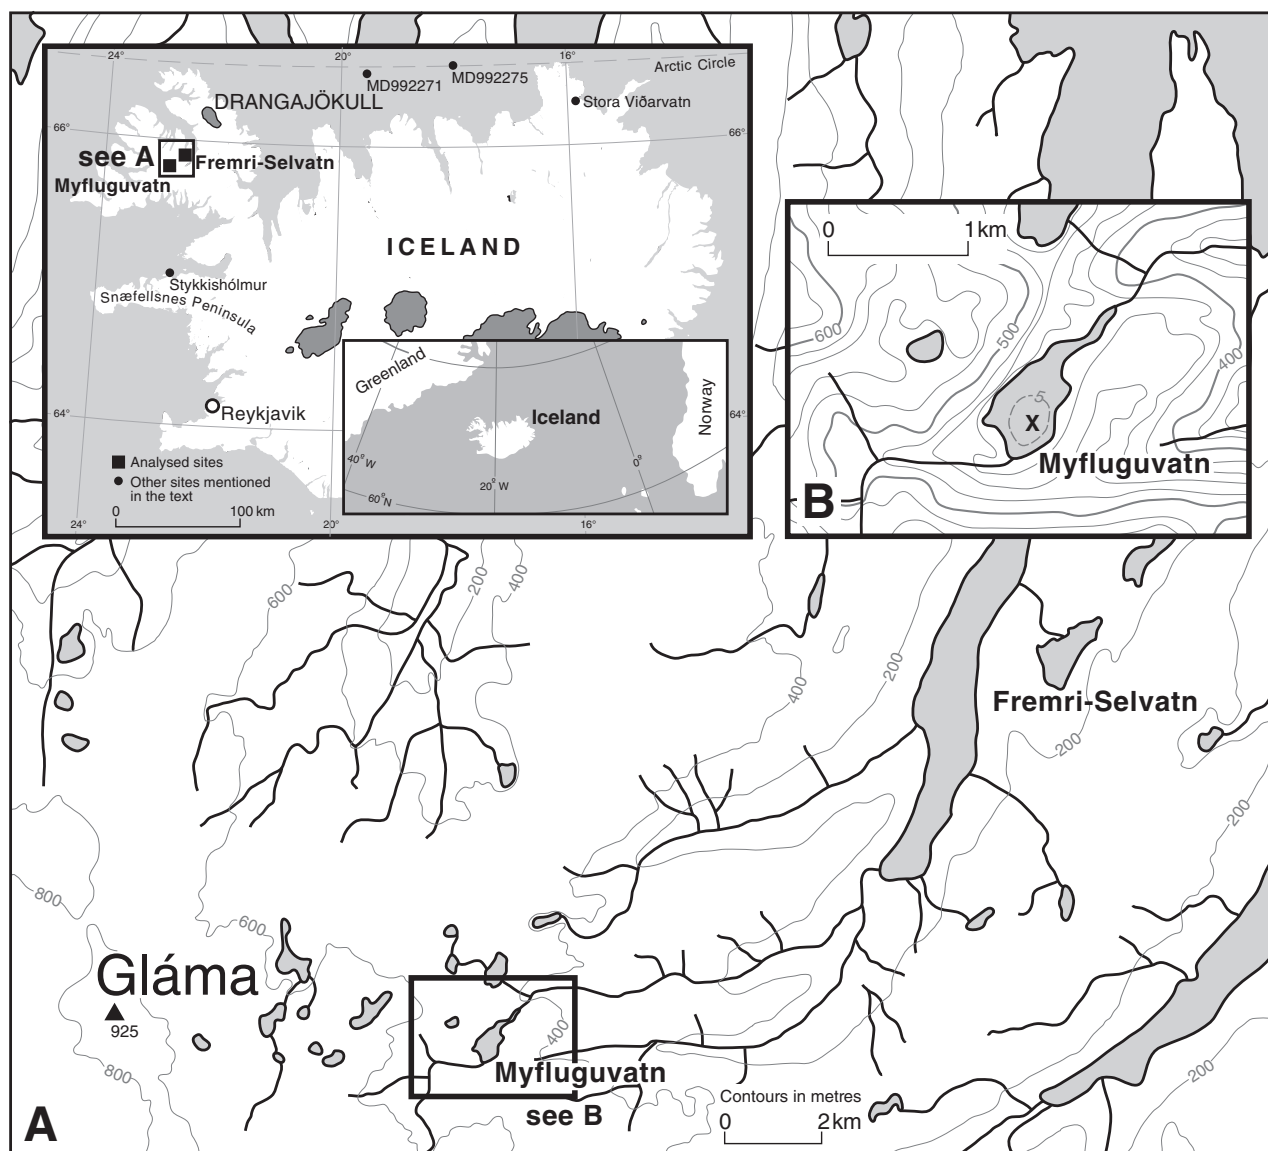 24°
20°
16°
Arctic Circle
MD992271
MD992275
Stora Viðarvatn
DRANGAJÖKULL
66°
66°
see A
Fremri-Selvatn
Myfluguvatn
ICELAND
Stykkishólmur
Snæfellsnes Peninsula
64°
Reykjavik
64°
Analysed sites
Other sites mentioned
in the text
0 100 km
24°
20°
16°
Greenland
Iceland
Norway
40° W
60° N
20° W
0°
0 1 km
600
500
400
5
X
Myfluguvatn
B
600
200
400
400
200
Fremri-Selvatn
200
200
800
600
Gláma
925
800
400
Myfluguvatn
see B
Contours in metres
0 2 km
200
A